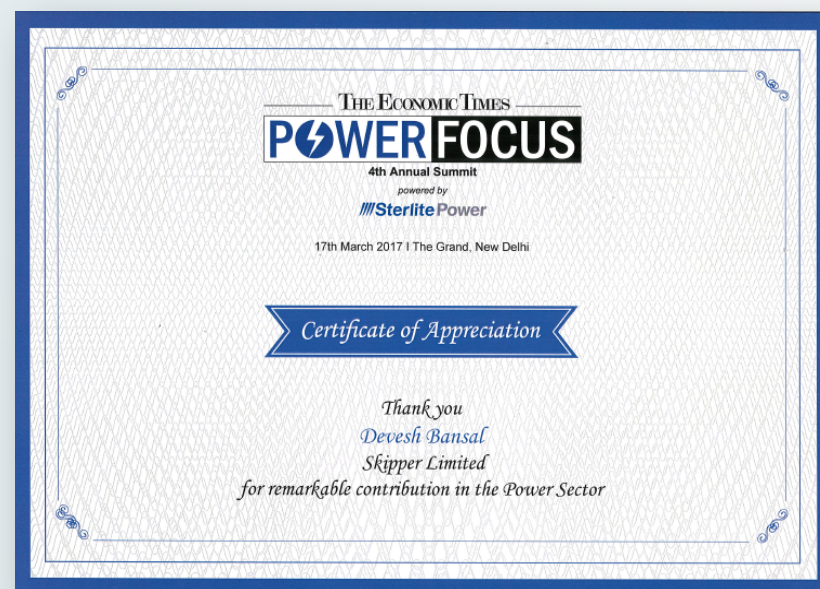 THE ECONOMIC TIMES
POWER FOCUS
4th Annual Summit
powered by
Sterlite Power
17th March 2017 I The Grand, New Delhi
Certificate of Appreciation
Thank you
Devesh Bansal
Skipper Limited
for remarkable contribution in the Power Sector